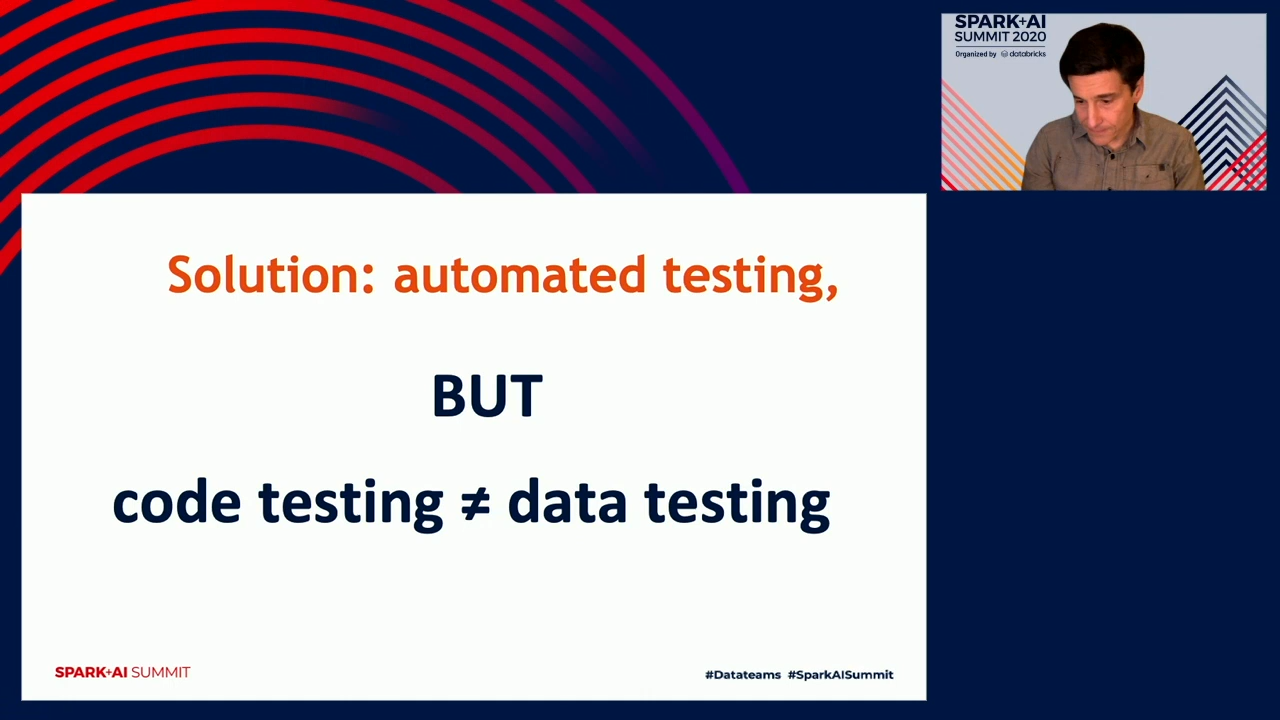 SPARK+AI
SUMMIT 2020
Organized by databricks
Solution: automated testing,
BUT
code testing ≠ data testing
SPARK+AI SUMMIT
#Datateams #SparkAISummit